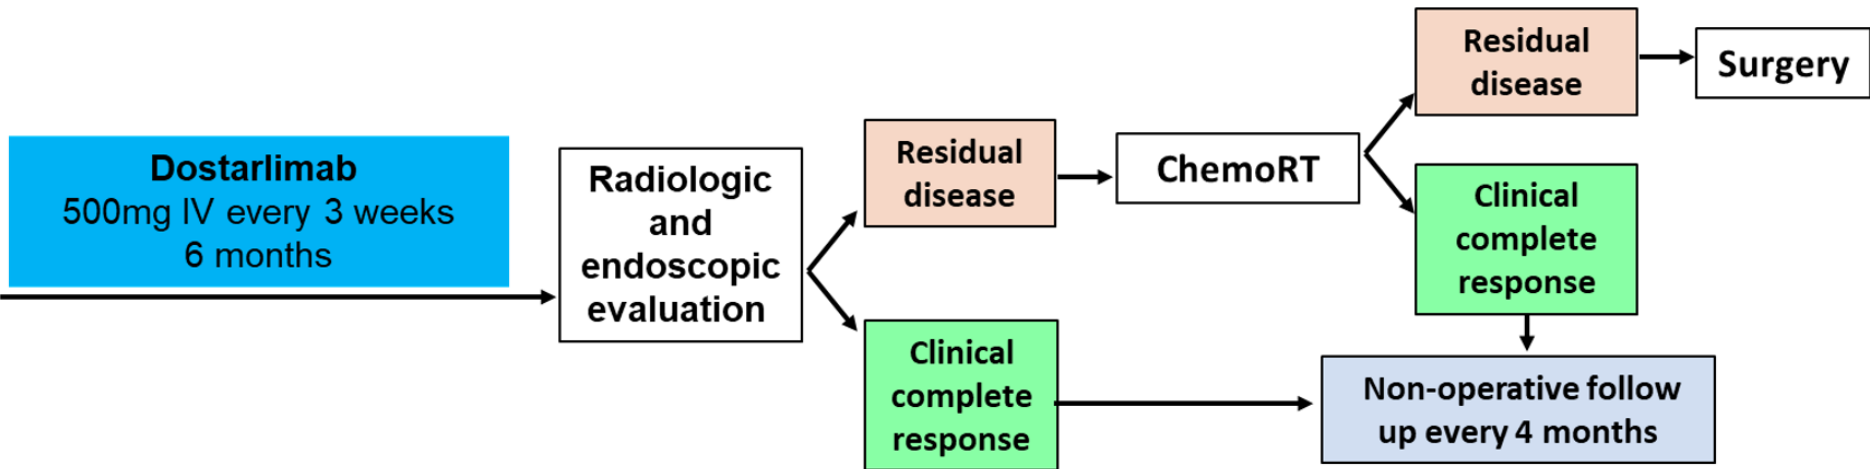 Dostarlimab
500mg IV every 3 weeks
6 months
Radiologic
and
endoscopic
evaluation
Residual
disease
ChemoRT
Residual
disease
Surgery
Clinical
complete
response
Clinical
complete
response
Non-operative follow
up every 4 months